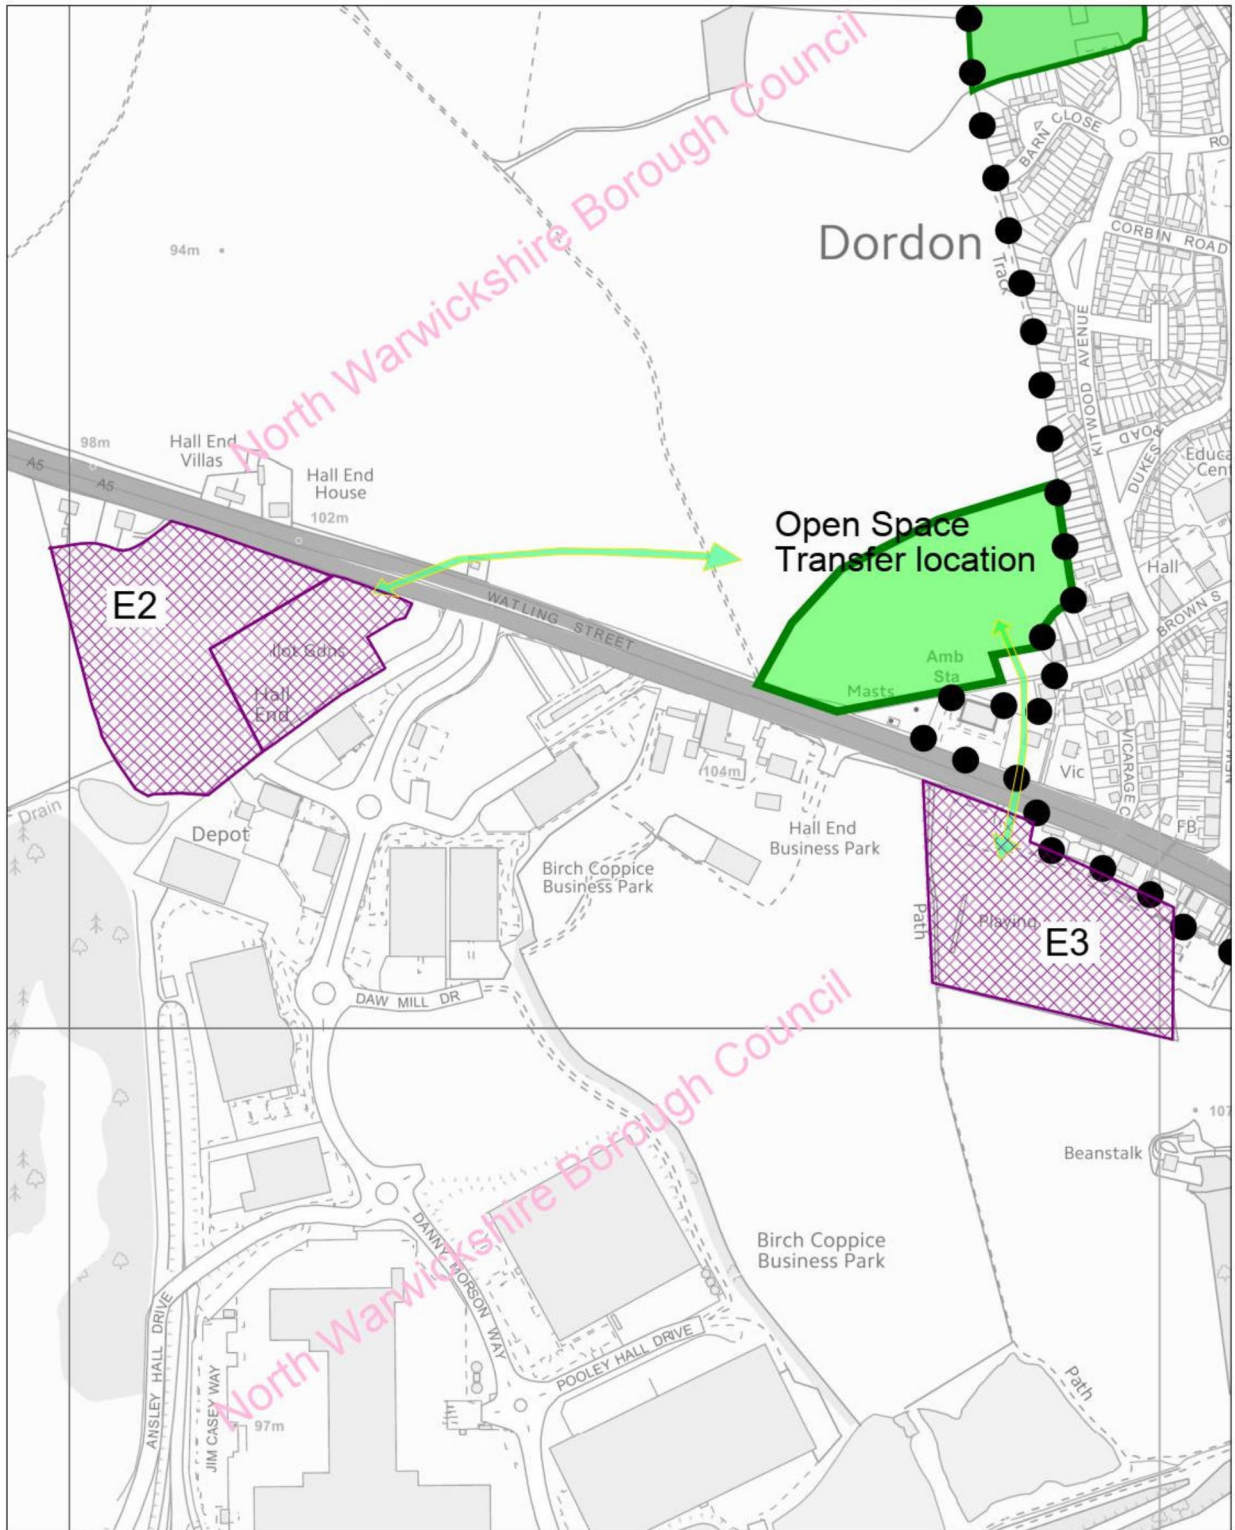 North Warwickshire Borough Council
BARN CLOSE
RO
CORBIN ROAD
Dordon
94m
Track
KITWOOD AVENUE
DUKES ROAD
Educa
Cent
98m
Hall End
Villas
A5
A5
Hall End
House
102m
Open Space
Transfer location
Hall
BROWN S
E2
WATLING STREET
llot Gdns
Hall
End
Amb
Sta
Masts
104m
Vic
VICARAGE C
NEW STREET
FB
Drain
Depot
Hall End
Business Park
Birch Coppice
Business Park
Path
Playing
E3
DAW MILL DR
North Warwickshire Borough Council
107
Beanstalk
Birch Coppice
Business Park
DANNY MORSON WAY
POOLEY HALL DRIVE
ANSLEY HALL DRIVE
JIM CASEY WAY
97m
Path